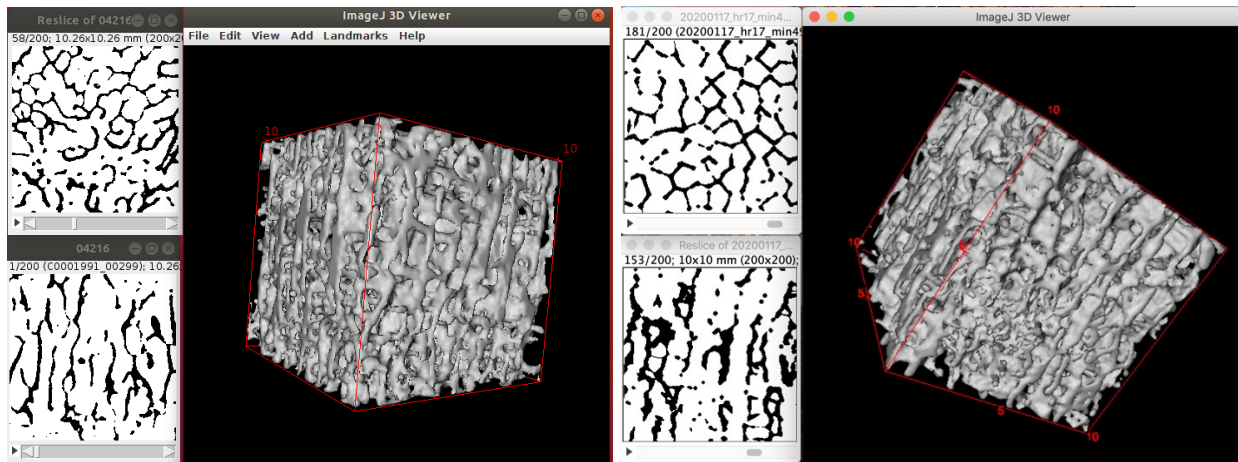 Reslice of 04216
58/200; 10.26x10.26 mm (200x2
04216
1/200 (C0001991_00299); 10.26
ImageJ 3D Viewer
File Edit View Add Landmarks Help
10
10
20200117_hr17_min4...
181/200 (20200117_hr17_min45
Reslice of 20200117_...
153/200; 10x10 mm (200x200);
ImageJ 3D Viewer
10
10
5
5
10